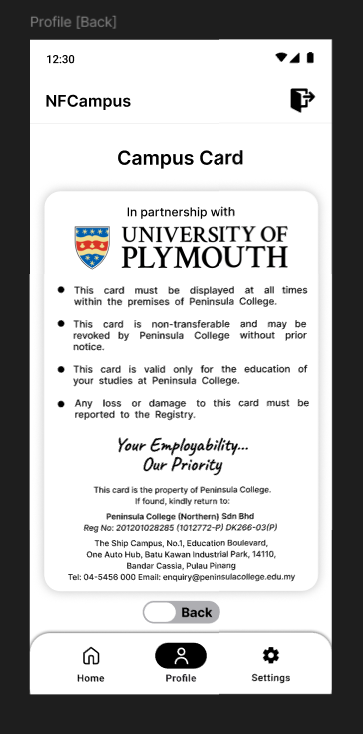 Profile [Back]
12:30
NFCampus
Campus Card
In partnership with
UNIVERSITY OF
PLYMOUTH
• This card must be displayed at all times
within the premises of Peninsula College.
• This card is non-transferable and may be
revoked by Peninsula College without prior
notice.
• This card is valid only for the education of
your studies at Peninsula College.
• Any loss or damage to this card must be
reported to the Registry.
Your Employability...
Our Priority
This card is the property of Peninsula College.
If found, kindly return to:
Peninsula College (Northern) Sdn Bhd
Reg No: 201201028285 (1012772-P) DK266-03(P)
The Ship Campus, No.1, Education Boulevard,
One Auto Hub, Batu Kawan Industrial Park, 14110,
Bandar Cassia, Pulau Pinang
Tel: 04-5456 000 Email: enquiry@peninsulacollege.edu.my
Back
Home Profile Settings